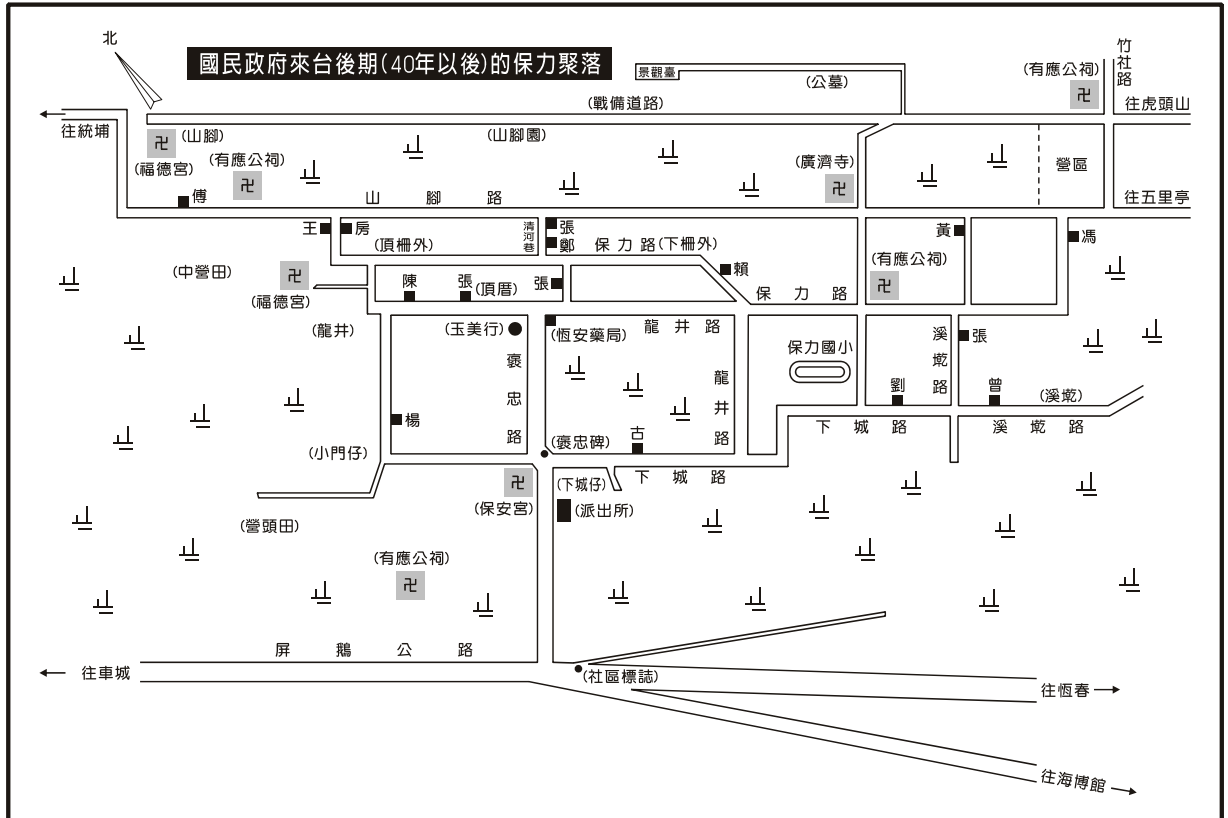 北
國民政府來台後期(40年以後)的保力聚落
景觀臺
(公墓)
(有應公祠)
竹社路
(戰備道路)
往虎頭山
往統埔
(山腳)
(山腳園)
(福德宮)
(有應公祠)
(廣濟寺)
營區
傅
山腳路
往五里亭
王
房
(頂柵外)
清河巷
張
鄭
保力路(下柵外)
黃
馮
(中營田)
(福德宮)
陳
張
(頂厝)
張
賴
(有應公祠)
保力路
(龍井)
(玉美行)
(恆安藥局)
龍井路
保力國小
溪墘路
張
褒忠路
龍井路
劉
曾
(溪墘)
楊
古
下城路
溪墘路
(小門仔)
(褒忠碑)
下城路
(下城仔)
(保安宮)
(派出所)
(營頭田)
(有應公祠)
屏鵝公路
往車城
(社區標誌)
往恆春
往海博館